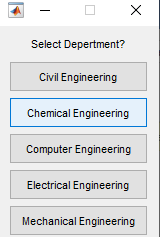 Select Depertment?
Civil Engineering
Chemical Engineering
Computer Engineering
Electrical Engineering
Mechanical Engineering